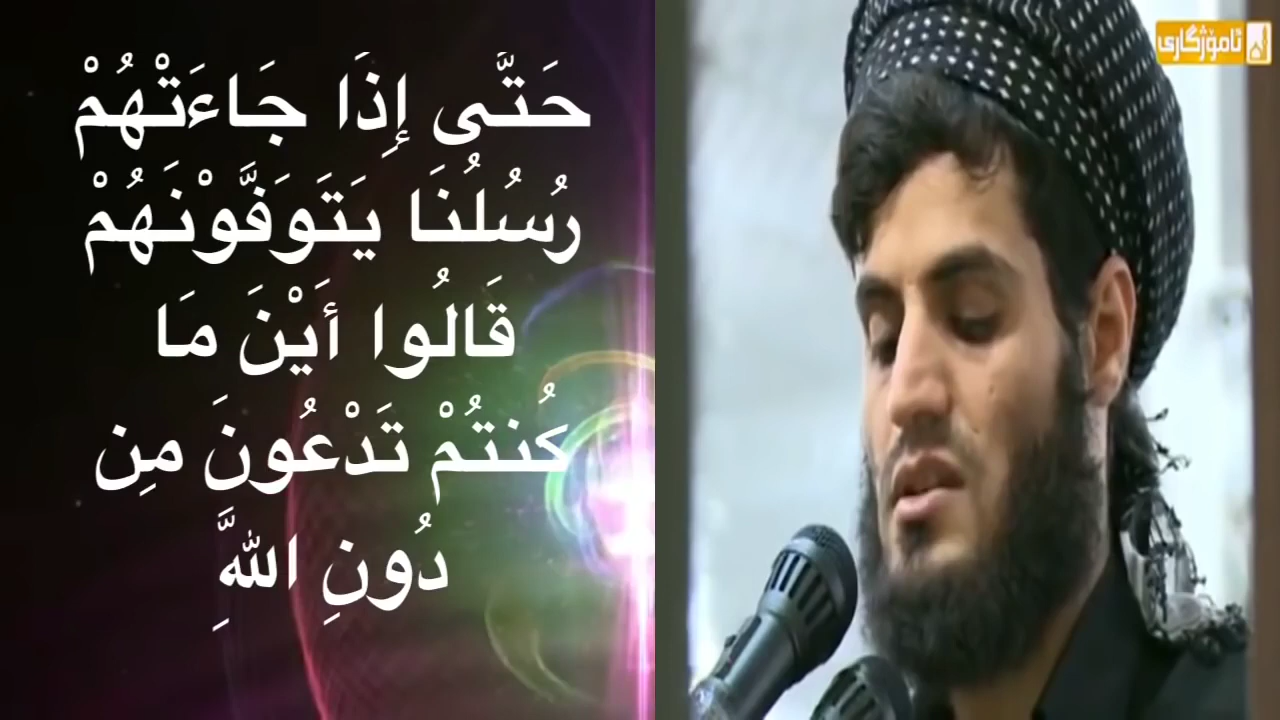 حَتَّى إِذَا جَاءَتْهُمْ
رُسُلُنَا يَتَوَفَّوْنَهُمْ
قَالُوا أَيْنَ مَا
كُنتُمْ تَدْعُونَ مِن
دُونِ اللَّهِ
ئامۆژگاری